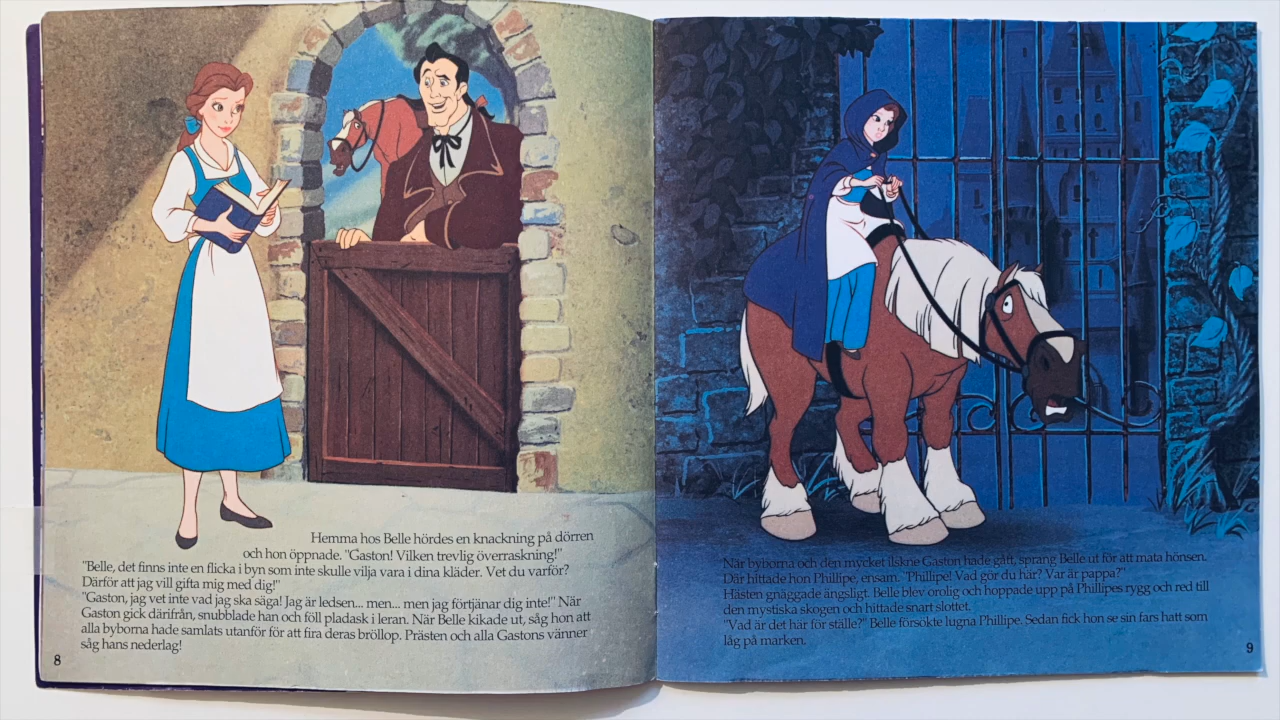 Hemma hos Belle hördes en knackning på dörren
och hon öppnade. "Gaston! Vilken trevlig överraskning!"
"Belle, det finns inte en flicka i byn som inte skulle vilja vara i dina kläder. Vet du varför?
Därför att jag vill gifta mig med dig!"
"Gaston, jag vet inte vad jag ska säga! Jag är ledsen... men... men jag förtjänar dig inte!" När
Gaston gick därifrån, snubblade han och föll pladask i leran. När Belle kikade ut, såg hon att
alla byborna hade samlats utanför för att fira deras bröllop. Prästen och alla Gastons vänner
såg hans nederlag!
8
När byborna och den mycket ilskne Gaston hade gått, sprang Belle ut för att mata hönsen.
Där hittade hon Phillipe, ensam. "Phillipe! Vad gör du här? Var är pappa?"
Hästen gnäggade ängsligt. Belle blev orolig och hoppade upp på Phillipes rygg och red till
den mystiska skogen och hittade snart slottet.
"Vad är det här för ställe?" Belle försökte lugna Phillipe. Sedan fick hon se sin fars hatt som
låg på marken.
9